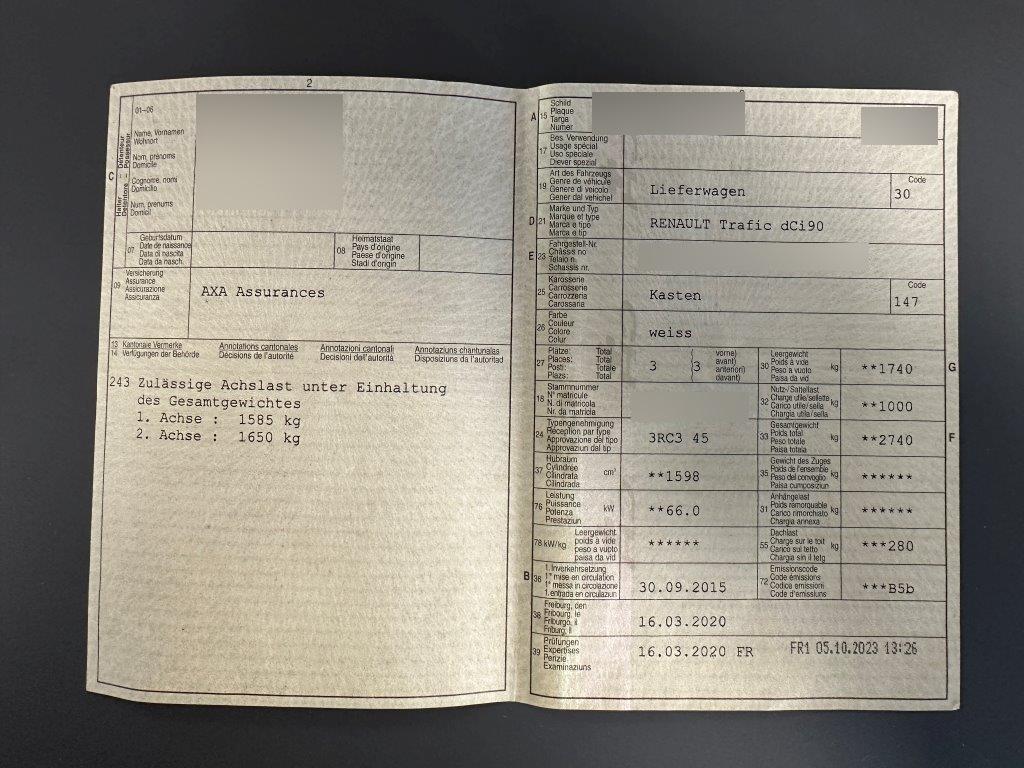 2
01–06
Halter
Détenteur
Detentore
Possessur
C
Name, Vornamen
Wohnort
Nom, prénoms
Domicile
Cognome, nomi
Domicilio
Num, prenums
Domicil
07
Geburtsdatum
Date de naissance
Data di nascita
Data da nasch.
08
Heimatstaat
Pays d'origine
Paese d'origine
Stadi d'origin
09
Versicherung
Assurance
Assicurazione
Assicuranza
AXA Assurances
13 Kantonale Vermerke Annotations cantonales Annotazioni cantonali Annotaziuns chantunalas
14 Verfügungen der Behörde Décisions de l'autorité Decisioni dell'autorità Disposiziuns da l'autoritad
243 Zulässige Achslast unter Einhaltung
des Gesamtgewichtes
1. Achse : 1585 kg
2. Achse : 1650 kg
A 15
Schild
Plaque
Targa
Numer
17
Bes. Verwendung
Usage spécial
Uso speciale
Diever spezial
19
Art des Fahrzeugs
Genre de véhicule
Genere di veicolo
Gener dal vehichel
Lieferwagen
Code
30
D 21
Marke und Typ
Marque et type
Marca e tipo
Marca e tip
RENAULT Trafic dCi90
E 23
Fahrgestell-Nr.
Châssis no
Telaio n.
Schassis nr.
25
Karosserie
Carrosserie
Carrozzeria
Carossaria
Kasten
Code
147
26
Farbe
Couleur
Colore
Colur
weiss
27
Plätze: Total
Places: Total
Posti: Totale
Plazs: Total
3 3
vorne)
avant)
anteriori)
davant)
30
Leergewicht
Poids à vide
Peso a vuoto
Paisa da vid
kg
**1740
G
18
Stammnummer
N° matricule
N. di matricola
Nr. da matricla
32
Nutz-/Sattellast
Charge utile/sellette
Carico utile/sella
Chargia utila/sella
kg
**1000
24
Typengenehmigung
Réception par type
Approvazione del tipo
Approvaziun dal tip
3RC3 45
33
Gesamtgewicht
Poids total
Peso totale
Paisa totala
kg
**2740
F
37
Hubraum
Cylindrée
Cilindrata
Cilindrada
cm³
**1598
35
Gewicht des Zuges
Poids de l'ensemble
Peso del convoglio
Paisa cumposiziun
kg
******
76
Leistung
Puissance
Potenza
Prestaziun
kW
**66.0
31
Anhängelast
Poids remorquable
Carico rimorchiato
Chargia annexa
kg
******
78 kW/kg
Leergewicht
poids à vide
peso a vuoto
paisa da vid
******
55
Dachlast
Charge sur le toit
Carico sul tetto
Chargia sin il tetg
kg
***280
B 36
1. Inverkehrsetzung
1re mise en circulation
1a messa in circolazione
1. entrada en circulaziun
30.09.2015
72
Emissionscode
Code émissions
Codice emissioni
Code d'emissiuns
***B5b
38
Freiburg, den
Fribourg, le
Friburgo, il
Friburg, il
16.03.2020
39
Prüfungen
Expertises
Perizie
Examinaziuns
16.03.2020 FR
FR1 05.10.2023 13:26